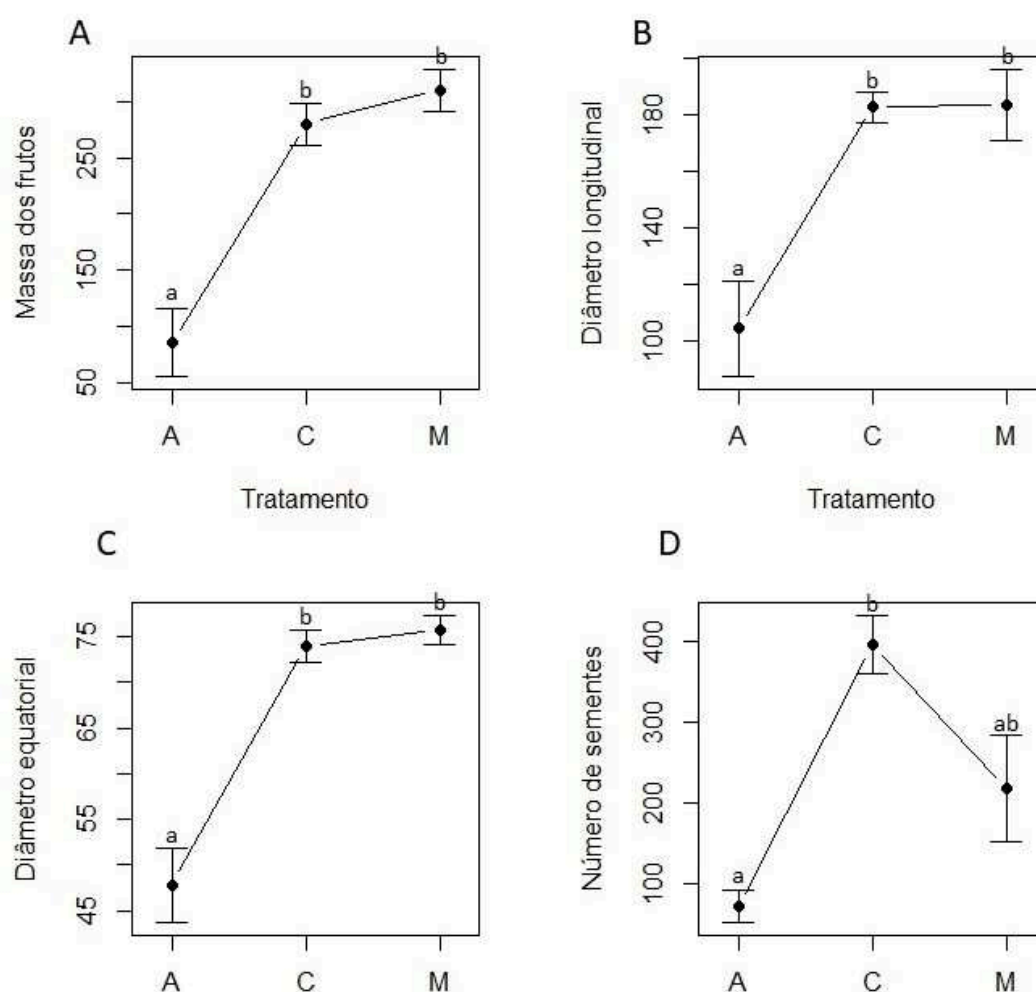 A
Massa dos frutos
250
150
50
a
b
b
A C M
Tratamento
B
Diâmetro longitudinal
180
140
100
a
b
b
A C M
Tratamento
C
Diâmetro equatorial
75
65
55
45
a
b
b
A C M
D
Número de sementes
400
300
200
100
a
b
ab
A C M